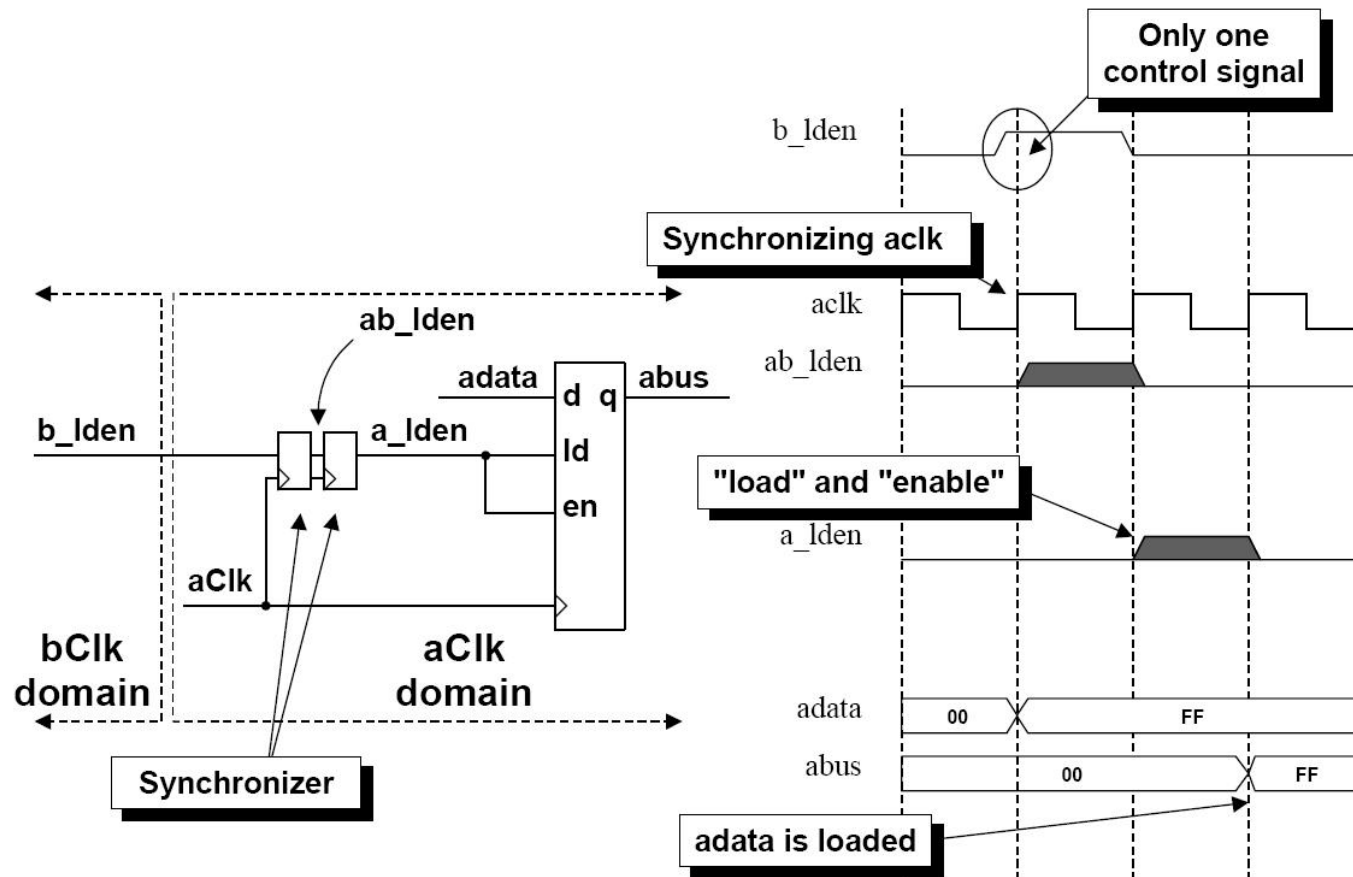 Only one
control signal
b_lden
Synchronizing aclk
aclk
ab_lden
ab_lden
adata
d q
abus
b_lden
a_lden
ld
en
"load" and "enable"
a_lden
aClk
bClk
domain
aClk
domain
adata
00
FF
abus
00
FF
Synchronizer
adata is loaded